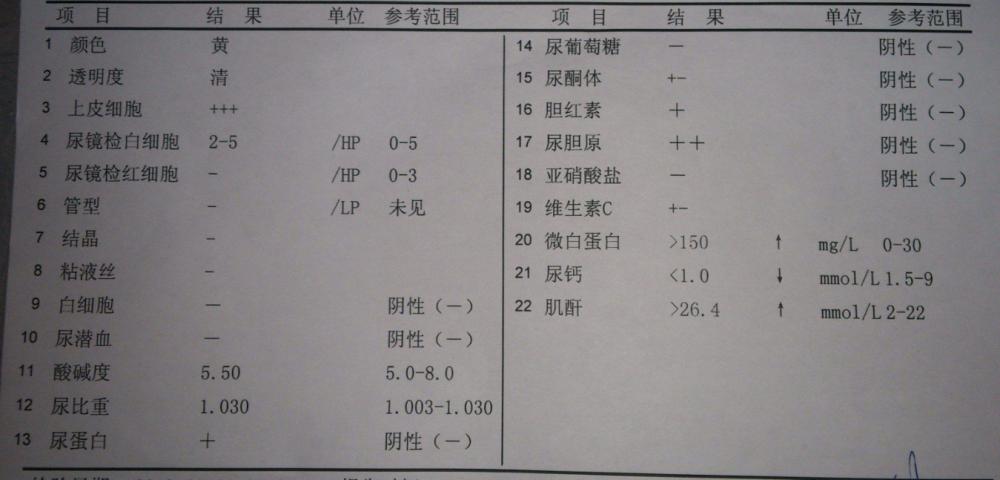 项 目 结 果 单位 参考范围
1 颜色 黄
2 透明度 清
3 上皮细胞 +++
4 尿镜检白细胞 2-5 /HP 0-5
5 尿镜检红细胞 - /HP 0-3
6 管型 - /LP 未见
7 结晶 -
8 粘液丝 -
9 白细胞 － 阴性（－）
10 尿潜血 － 阴性（－）
11 酸碱度 5.50 5.0-8.0
12 尿比重 1.030 1.003-1.030
13 尿蛋白 ＋ 阴性（－）
项 目 结 果 单位 参考范围
14 尿葡萄糖 － 阴性（－）
15 尿酮体 +- 阴性（－）
16 胆红素 ＋ 阴性（－）
17 尿胆原 ＋＋ 阴性（－）
18 亚硝酸盐 － 阴性（－）
19 维生素C +-
20 微白蛋白 >150 ↑ mg/L 0-30
21 尿钙 <1.0 ↓ mmol/L 1.5-9
22 肌酐 >26.4 ↑ mmol/L 2-22